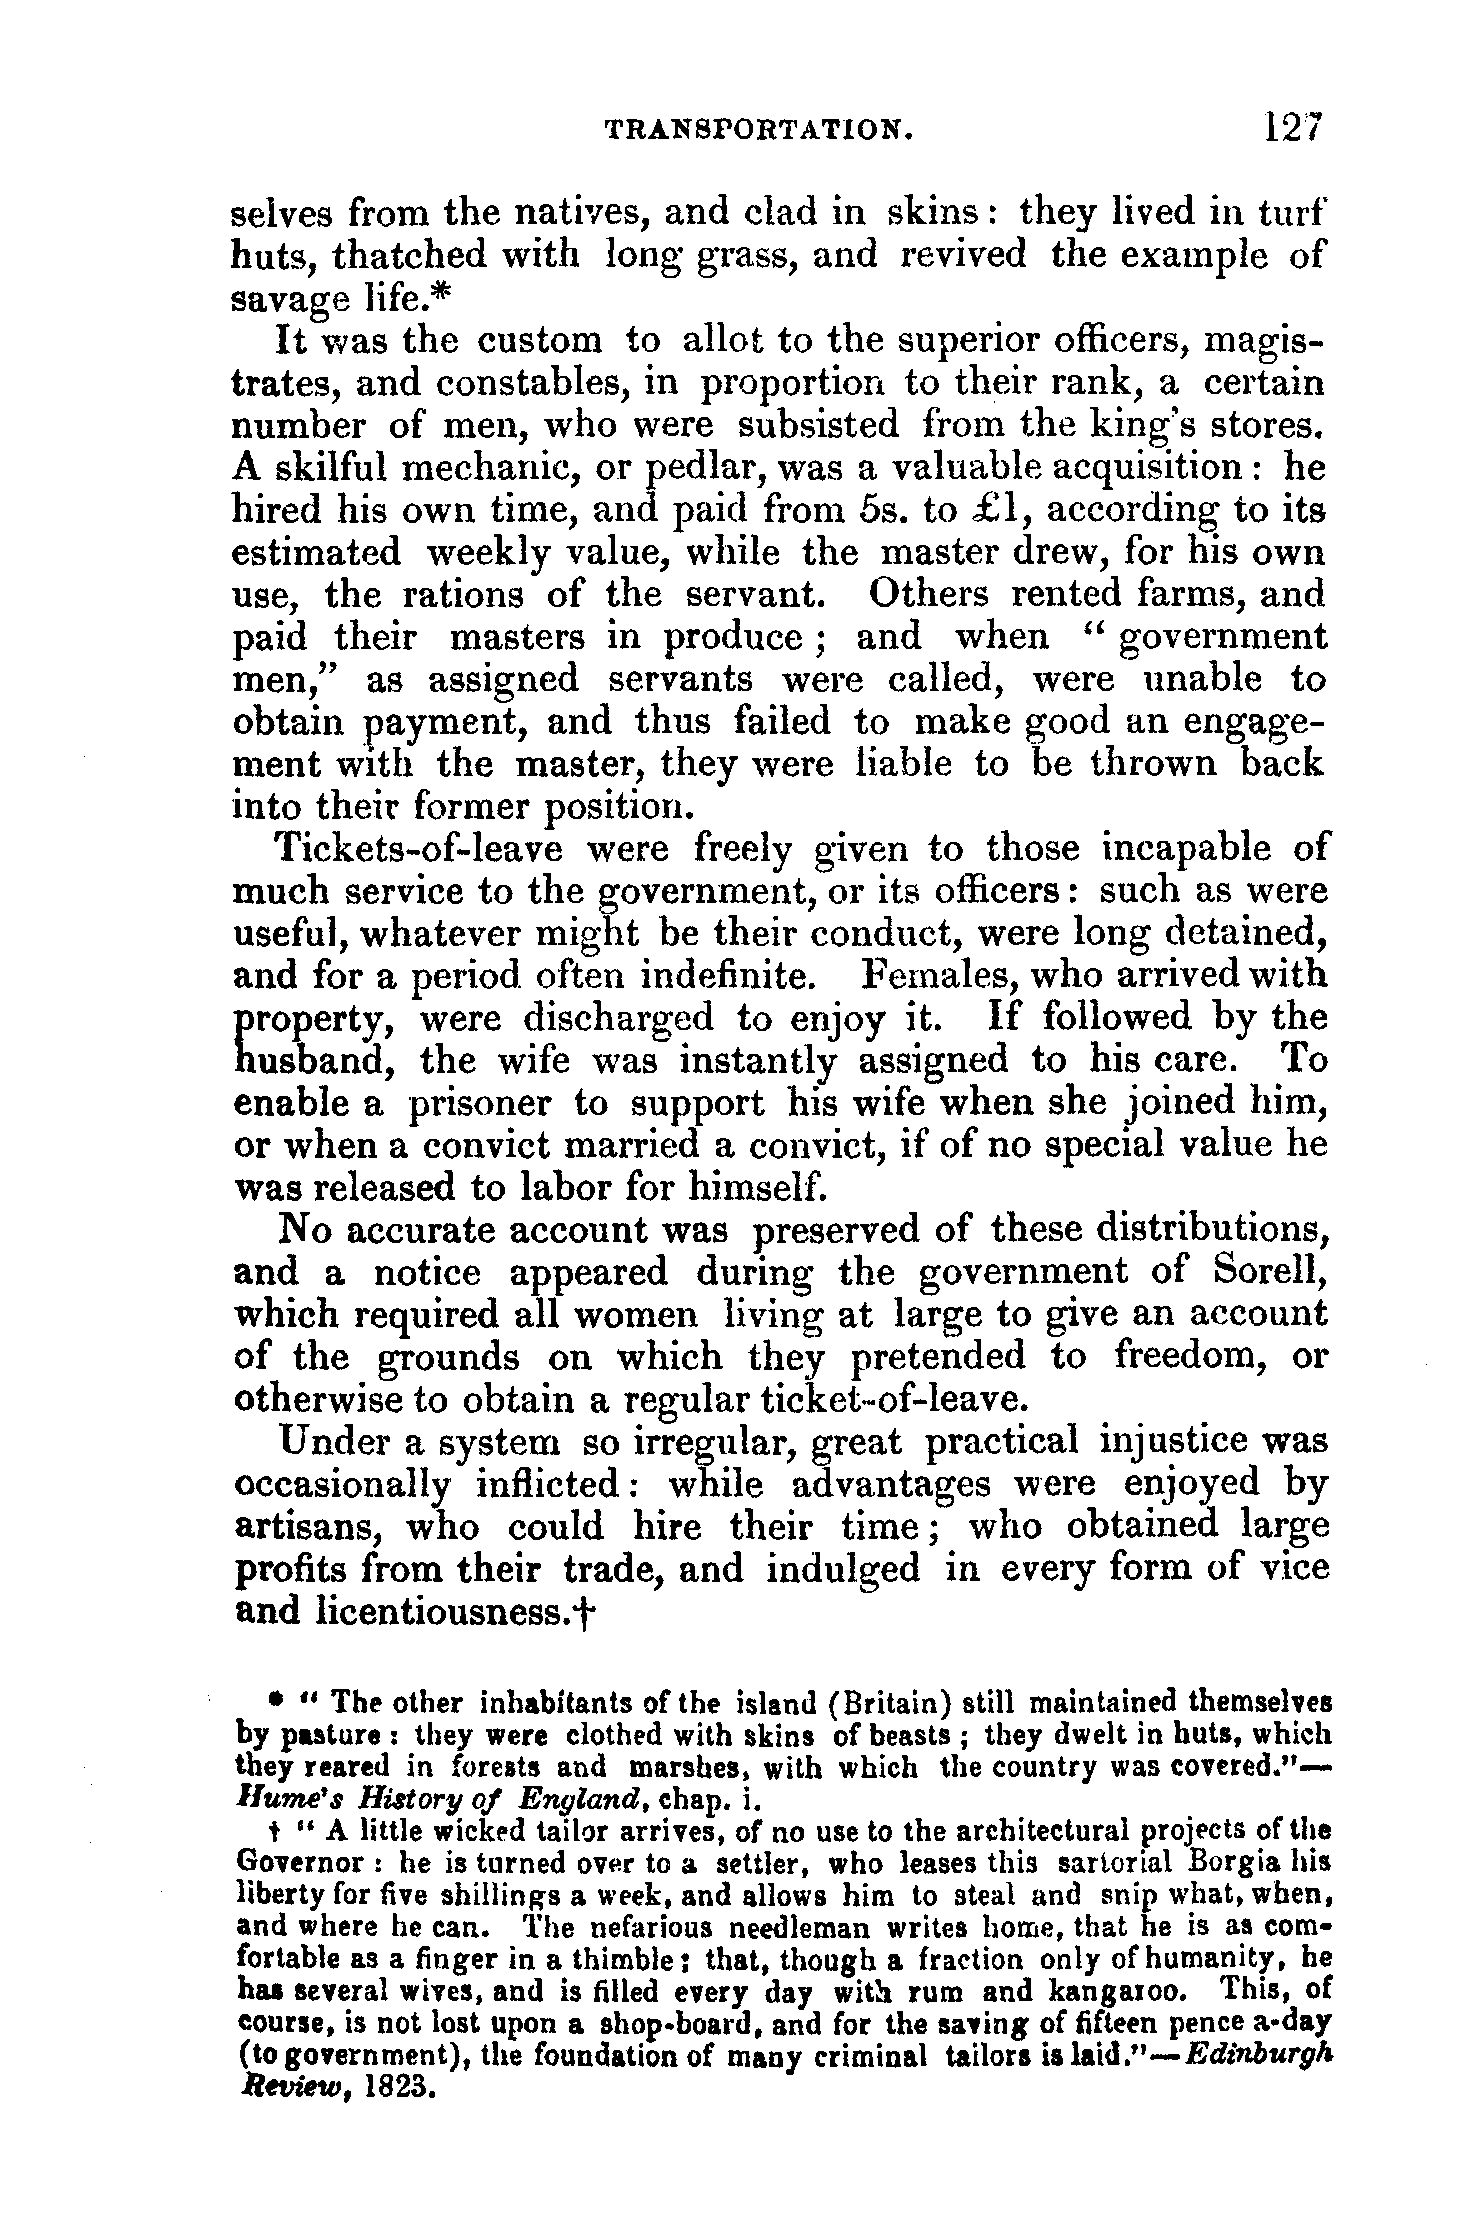 TRANSPORTATION. 127
selves from the natives, and clad in skins : they lived in turf
huts, thatched with long grass, and revived the example of
savage life.*
It was the custom to allot to the superior officers, magis-
trates, and constables, in proportion to their rank, a certain
number of men, who were subsisted from the king's stores.
A skilful mechanic, or pedlar, was a valuable acquisition : he
hired his own time, and paid from 5s. to £1, according to its
estimated weekly value, while the master drew, for his own
use, the rations of the servant. Others rented farms, and
paid their masters in produce ; and when " government
men," as assigned servants were called, were unable to
obtain payment, and thus failed to make good an engage-
ment with the master, they were liable to be thrown back
into their former position.
Tickets-of-leave were freely given to those incapable of
much service to the government, or its officers : such as were
useful, whatever might be their conduct, were long detained,
and for a period often indefinite. Females, who arrived with
property, were discharged to enjoy it. If followed by the
husband, the wife was instantly assigned to his care. To
enable a prisoner to support his wife when she joined him,
or when a convict married a convict, if of no special value he
was released to labor for himself.
No accurate account was preserved of these distributions,
and a notice appeared during the government of Sorell,
which required all women living at large to give an account
of the grounds on which they pretended to freedom, or
otherwise to obtain a regular ticket-of-leave.
Under a system so irregular, great practical injustice was
occasionally inflicted : while advantages were enjoyed by
artisans, who could hire their time ; who obtained large
profits from their trade, and indulged in every form of vice
and licentiousness.†
* " The other inhabitants of the island (Britain) still maintained themselves
by pasture : they were clothed with skins of beasts ; they dwelt in huts, which
they reared in forests and marshes, with which the country was covered."—
Hume's History of England, chap. i.
† " A little wicked tailor arrives, of no use to the architectural projects of the
Governor : he is turned over to a settler, who leases this sartorial Borgia his
liberty for five shillings a week, and allows him to steal and snip what, when,
and where he can. The nefarious needleman writes home, that he is as com-
fortable as a finger in a thimble ; that, though a fraction only of humanity, he
has several wives, and is filled every day with rum and kangaroo. This, of
course, is not lost upon a shop-board, and for the saving of fifteen pence a-day
(to government), the foundation of many criminal tailors is laid."—Edinburgh
Review, 1823.